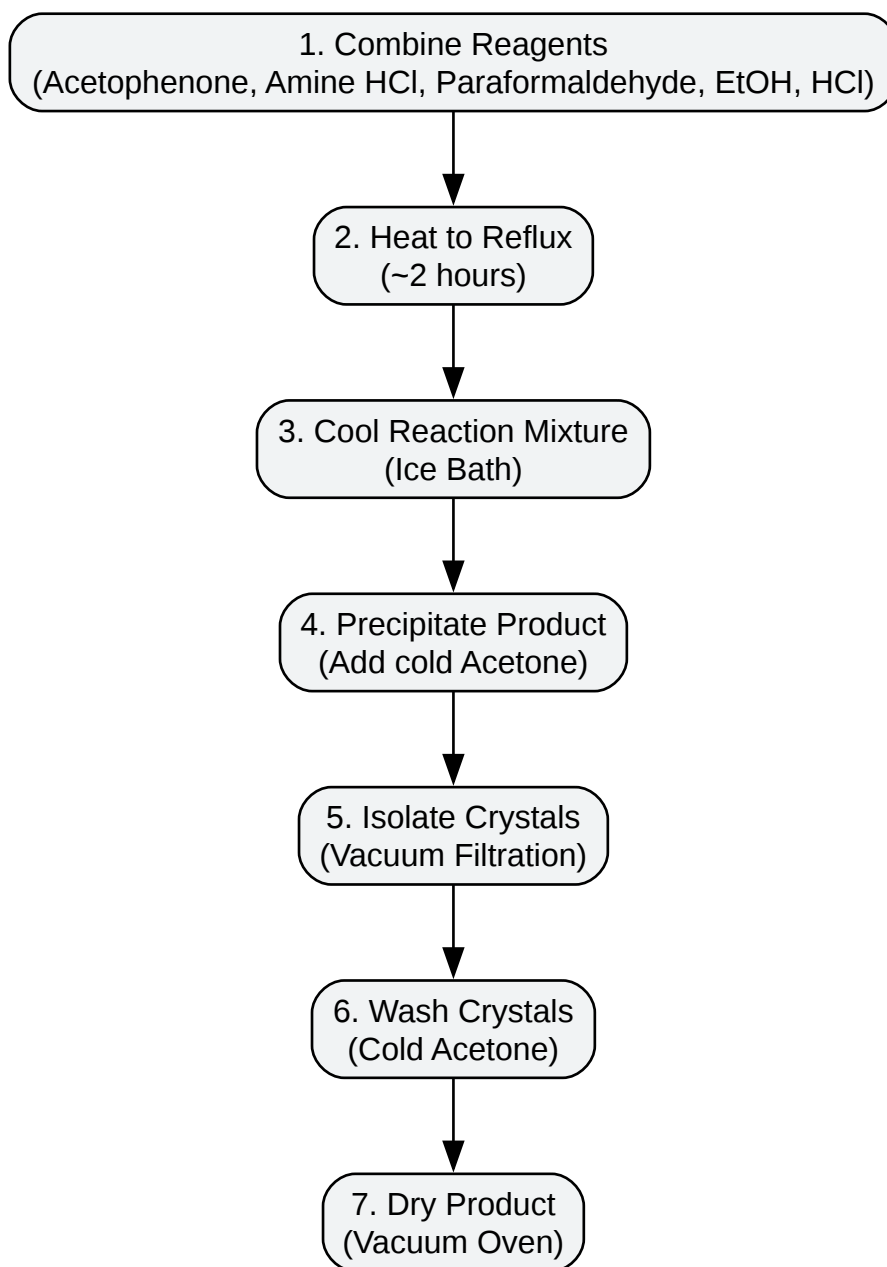 1. Combine Reagents
(Acetophenone, Amine HCl, Paraformaldehyde, EtOH, HCl)
2. Heat to Reflux
(~2 hours)
3. Cool Reaction Mixture
(Ice Bath)
4. Precipitate Product
(Add cold Acetone)
5. Isolate Crystals
(Vacuum Filtration)
6. Wash Crystals
(Cold Acetone)
7. Dry Product
(Vacuum Oven)